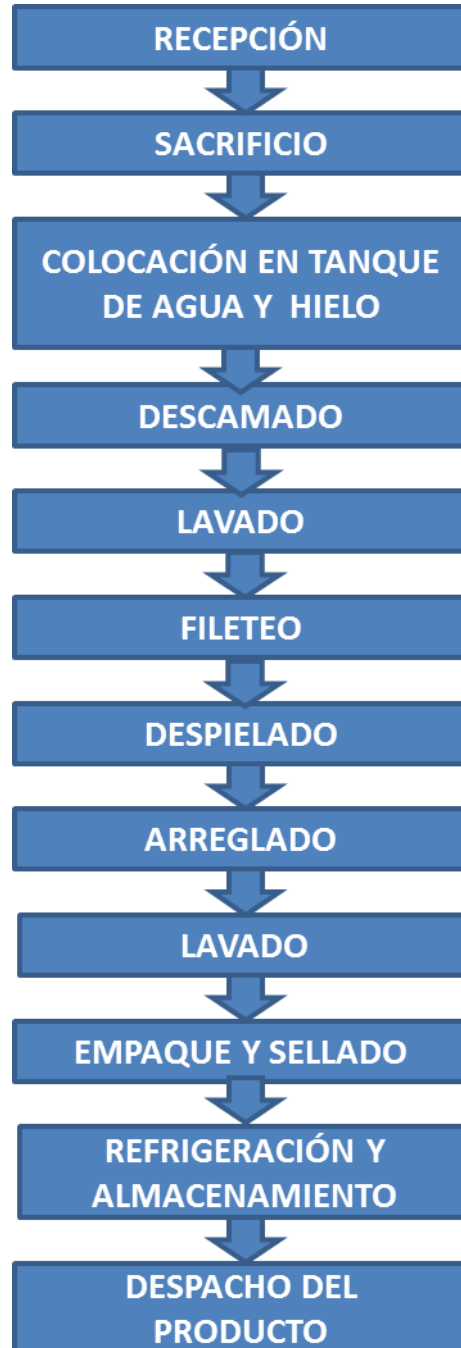 RECEPCIÓN
SACRIFICIO
COLOCACIÓN EN TANQUE
DE AGUA Y HIELO
DESCAMADO
LAVADO
FILETEO
DESPIELADO
ARREGLADO
LAVADO
EMPAQUE Y SELLADO
REFRIGERACIÓN Y
ALMACENAMIENTO
DESPACHO DEL
PRODUCTO